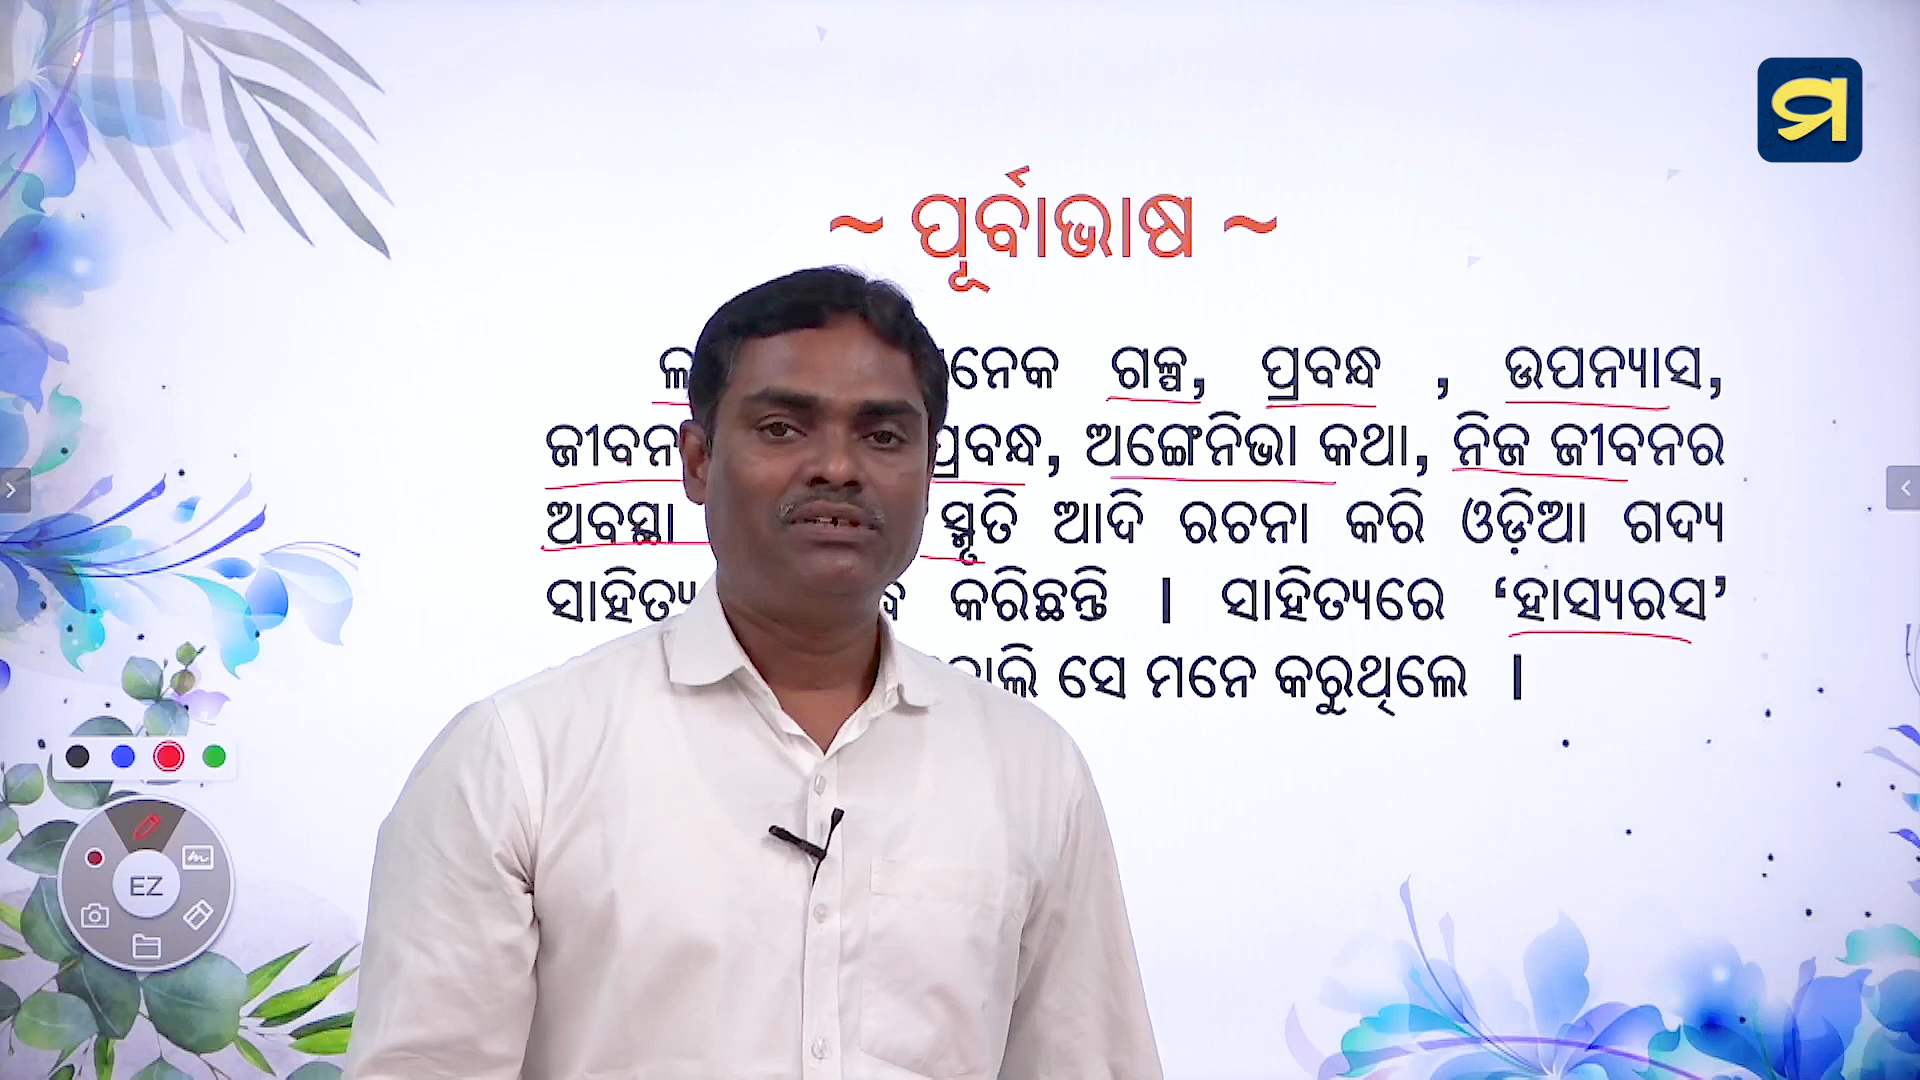 ମ
~ ପୂର୍ବାଭାଷ ~
ଗଳ୍ପ, ପ୍ରବନ୍ଧ , ଉପନ୍ୟାସ,
ପ୍ରବନ୍ଧ, ଅଙ୍ଗେନିଭା କଥା, ନିଜ ଜୀବନର
ଅବସ୍ଥା ସ୍ମୃତି ଆଦି ରଚନା କରି ଓଡ଼ିଆ ଗଦ୍ୟ
କରିଛନ୍ତି | ସାହିତ୍ୟରେ ‘ହାସ୍ୟରସ’
ସେ ମନେ କରୁଥିଲେ |
EZ